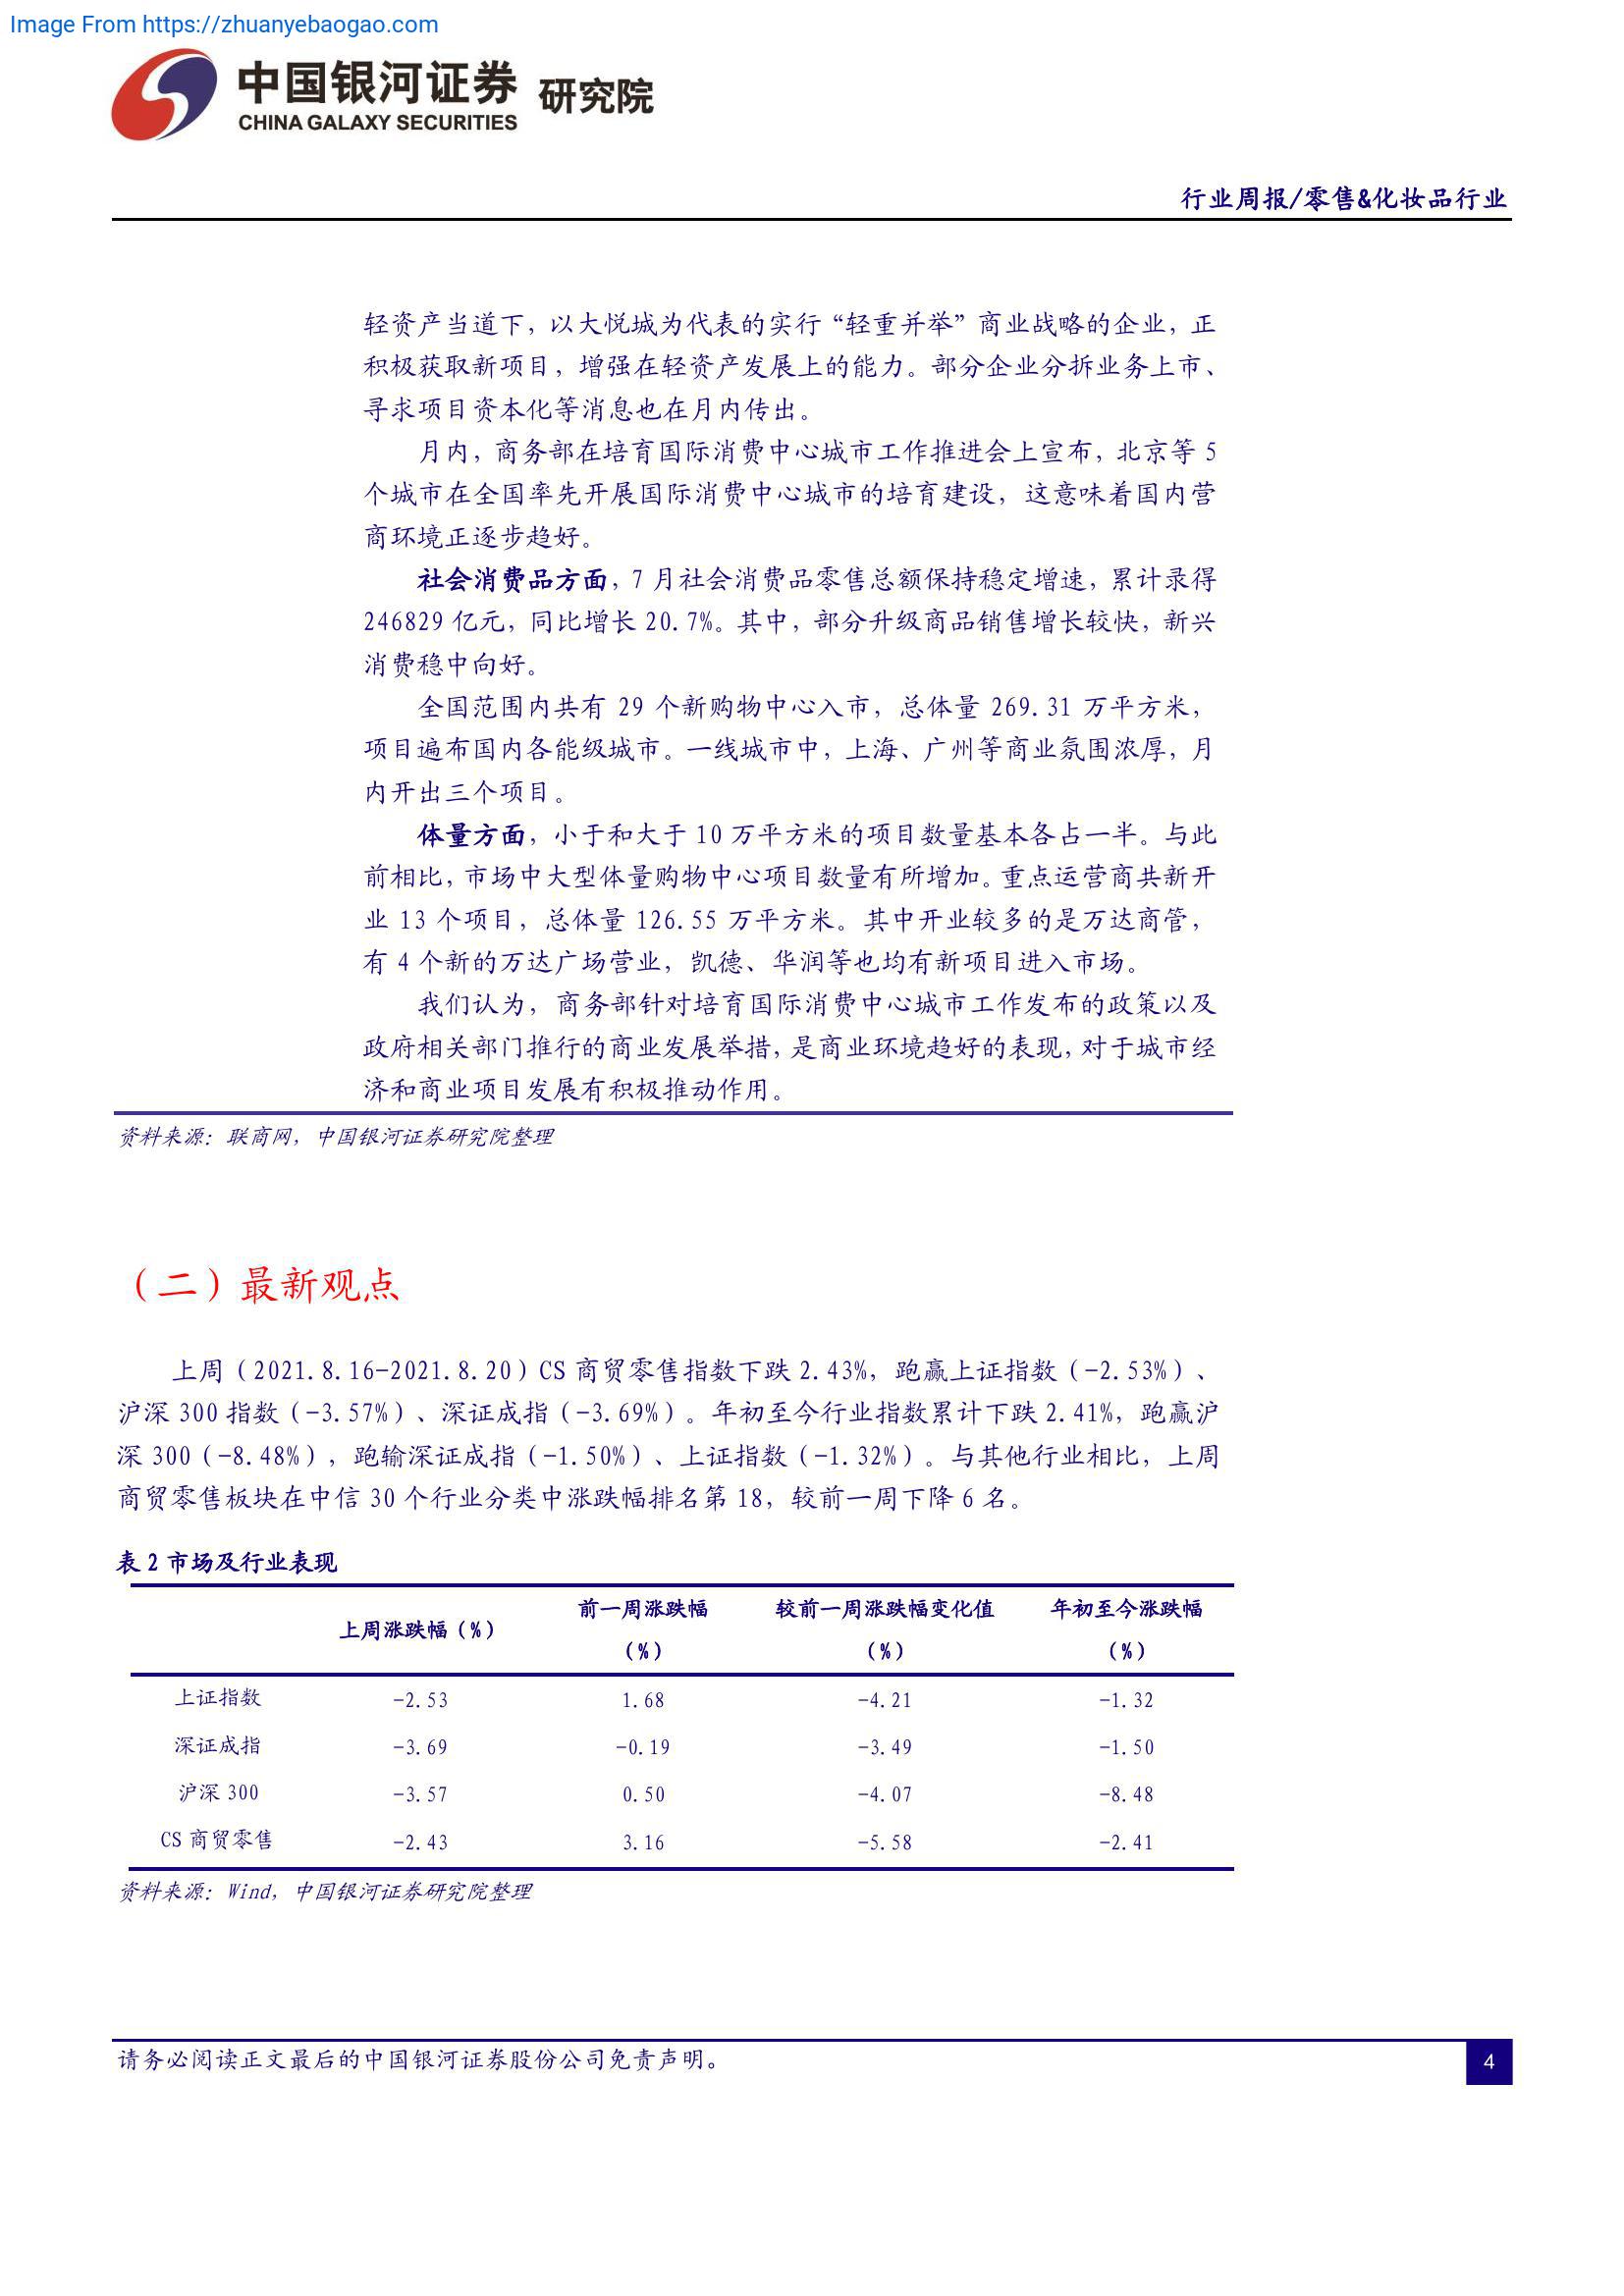 Image From https://zhuanyebaogao.com
中国银河证券 研究院
CHINA GALAXY SECURITIES
行业周报/零售&化妆品行业
轻资产当道下，以大悦城为代表的实行“轻重并举”商业战略的企业，正
积极获取新项目，增强在轻资产发展上的能力。部分企业分拆业务上市、
寻求项目资本化等消息也在月内传出。
月内，商务部在培育国际消费中心城市工作推进会上宣布，北京等 5
个城市在全国率先开展国际消费中心城市的培育建设，这意味着国内营
商环境正逐步趋好。
社会消费品方面，7 月社会消费品零售总额保持稳定增速，累计录得
246829 亿元，同比增长 20.7%。其中，部分升级商品销售增长较快，新兴
消费稳中向好。
全国范围内共有 29 个新购物中心入市，总体量 269.31 万平方米，
项目遍布国内各能级城市。一线城市中，上海、广州等商业氛围浓厚，月
内开出三个项目。
体量方面，小于和大于 10 万平方米的项目数量基本各占一半。与此
前相比，市场中大型体量购物中心项目数量有所增加。重点运营商共新开
业 13 个项目，总体量 126.55 万平方米。其中开业较多的是万达商管，
有 4 个新的万达广场营业，凯德、华润等也均有新项目进入市场。
我们认为，商务部针对培育国际消费中心城市工作发布的政策以及
政府相关部门推行的商业发展举措，是商业环境趋好的表现，对于城市经
济和商业项目发展有积极推动作用。
资料来源：联商网，中国银河证券研究院整理
（二）最新观点
上周（2021.8.16-2021.8.20）CS 商贸零售指数下跌 2.43%，跑赢上证指数（-2.53%）、
沪深 300 指数（-3.57%）、深证成指（-3.69%）。年初至今行业指数累计下跌 2.41%，跑赢沪
深 300（-8.48%），跑输深证成指（-1.50%）、上证指数（-1.32%）。与其他行业相比，上周
商贸零售板块在中信 30 个行业分类中涨跌幅排名第 18，较前一周下降 6 名。
表 2 市场及行业表现
上周涨跌幅（%） 前一周涨跌幅（%） 较前一周涨跌幅变化值（%） 年初至今涨跌幅（%）
上证指数 -2.53 1.68 -4.21 -1.32
深证成指 -3.69 -0.19 -3.49 -1.50
沪深 300 -3.57 0.50 -4.07 -8.48
CS 商贸零售 -2.43 3.16 -5.58 -2.41
资料来源：Wind，中国银河证券研究院整理
请务必阅读正文最后的中国银河证券股份公司免责声明。
4